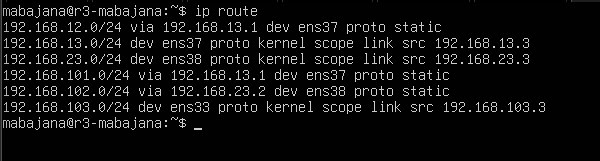 mabajana@r3-mabajana:~$ ip route
192.168.12.0/24 via 192.168.13.1 dev ens37 proto static
192.168.13.0/24 dev ens37 proto kernel scope link src 192.168.13.3
192.168.23.0/24 dev ens38 proto kernel scope link src 192.168.23.3
192.168.101.0/24 via 192.168.13.1 dev ens37 proto static
192.168.102.0/24 via 192.168.23.2 dev ens38 proto static
192.168.103.0/24 dev ens33 proto kernel scope link src 192.168.103.3
mabajana@r3-mabajana:~$ _